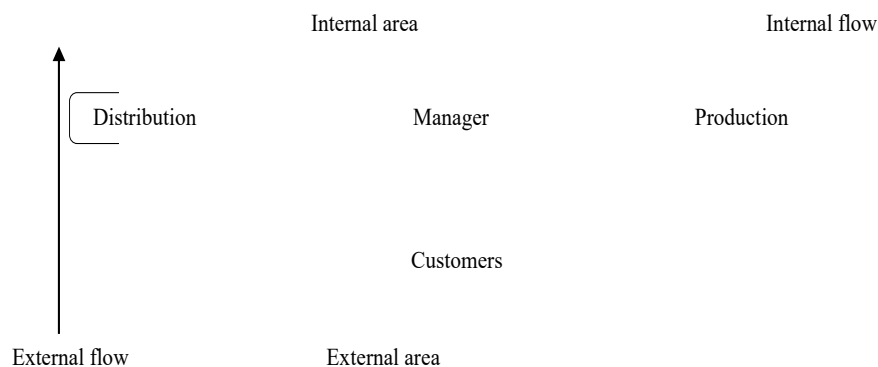 Internal area
Internal flow
Distribution
Manager
Production
Customers
External flow
External area